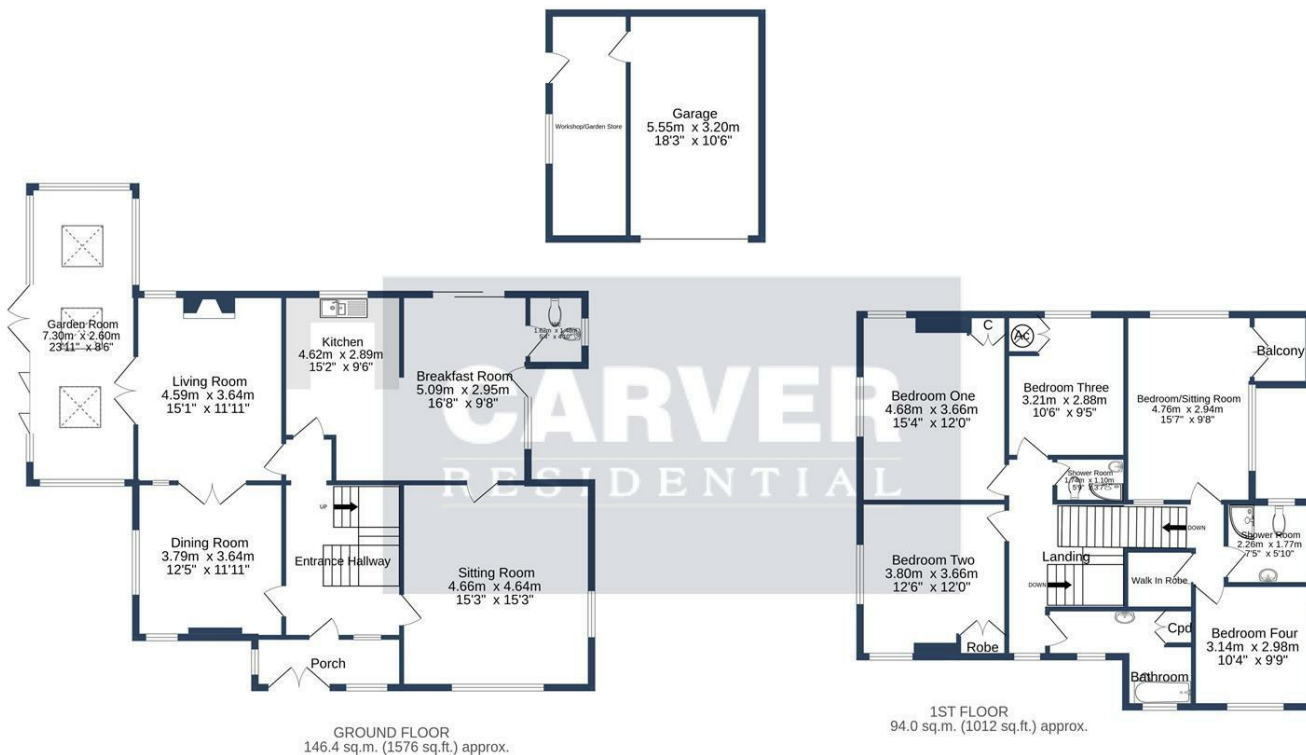 Workshop/Garden Store
Garage
5.55m x 3.20m
18'3" x 10'6"
Garden Room
7.30m x 2.60m
23'11" x 8'6"
Living Room
4.59m x 3.64m
15'1" x 11'11"
Kitchen
4.62m x 2.89m
15'2" x 9'6"
Breakfast Room
5.09m x 2.95m
16'8" x 9'8"
Dining Room
3.79m x 3.64m
12'5" x 11'11"
UP
Entrance Hallway
Sitting Room
4.66m x 4.64m
15'3" x 15'3"
Porch
GROUND FLOOR
146.4 sq.m. (1576 sq.ft.) approx.
CARVER
RESIDENTIAL
C
Ac
Balcony
Bedroom One
4.68m x 3.66m
15'4" x 12'0"
Bedroom Three
3.21m x 2.88m
10'6" x 9'5"
Bedroom/Sitting Room
4.76m x 2.94m
15'7" x 9'8"
Shower Room
1.74m x 1.10m
5'9" x 3'7"
DOWN
Shower Room
2.26m x 1.77m
7'5" x 5'10"
Bedroom Two
3.80m x 3.66m
12'6" x 12'0"
Landing
DOWN
Walk In Robe
Robe
Cpd
Bathroom
Bedroom Four
3.14m x 2.98m
10'4" x 9'9"
1ST FLOOR
94.0 sq.m. (1012 sq.ft.) approx.